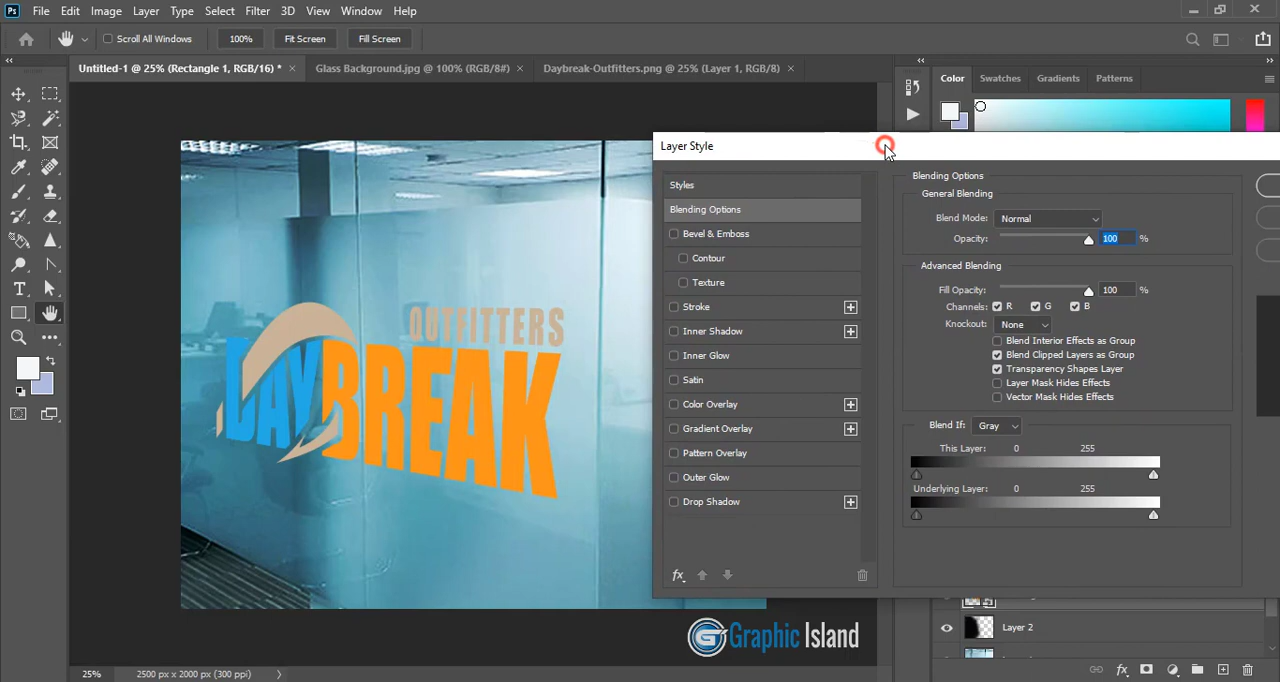 Ps File Edit Image Layer Type Select Filter 3D View Window Help
Scroll All Windows 100% Fit Screen Fill Screen
Untitled-1 @ 25% (Rectangle 1, RGB/16) * × Glass Background.jpg @ 100% (RGB/8#) × Daybreak-Outfitters.png @ 25% (Layer 1, RGB/8) ×
Color Swatches Gradients Patterns
Layer Style
Styles
Blending Options
Bevel & Emboss
Contour
Texture
Stroke
Inner Shadow
Inner Glow
Satin
Color Overlay
Gradient Overlay
Pattern Overlay
Outer Glow
Drop Shadow
fx
Blending Options
General Blending
Blend Mode: Normal
Opacity: 100 %
Advanced Blending
Fill Opacity: 100 %
Channels: R G B
Knockout: None
Blend Interior Effects as Group
Blend Clipped Layers as Group
Transparency Shapes Layer
Layer Mask Hides Effects
Vector Mask Hides Effects
Blend If: Gray
This Layer: 0 255
Underlying Layer: 0 255
OUTFITTERS
DAYBREAK
Graphic Island
Layer 2
fx
25% 2500 px x 2000 px (300 ppi)